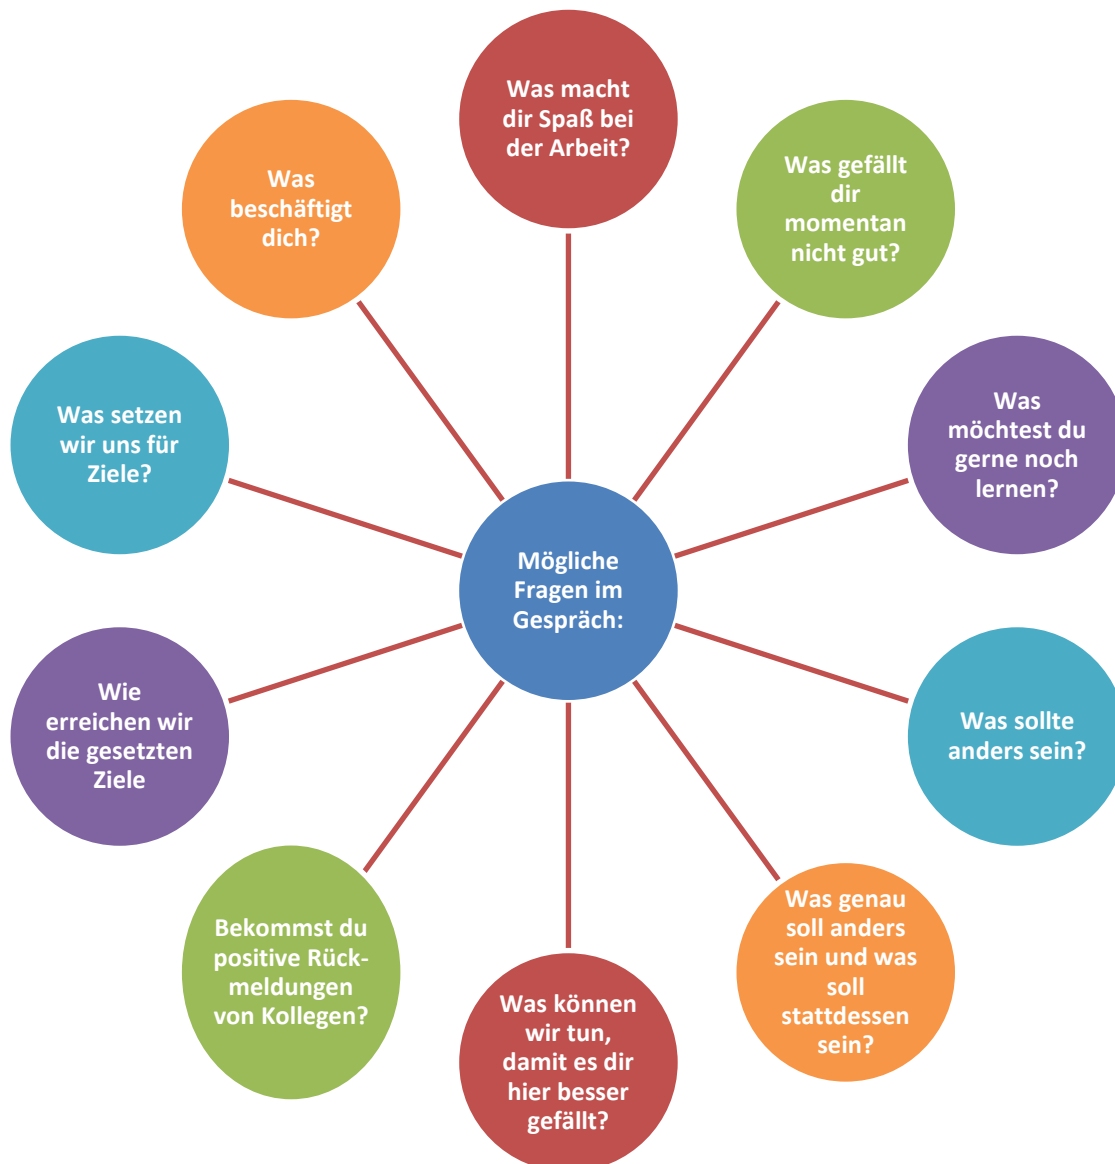 Was macht
dir Spaß bei
der Arbeit?
Was gefällt
dir
momentan
nicht gut?
Was
möchtest du
gerne noch
lernen?
Was sollte
anders sein?
Was genau
soll anders
sein und was
soll
stattdessen
sein?
Was können
wir tun,
damit es dir
hier besser
gefällt?
Bekommst du
positive Rück-
meldungen
von Kollegen?
Wie
erreichen wir
die gesetzten
Ziele
Was setzen
wir uns für
Ziele?
Was
beschäftigt
dich?
Mögliche
Fragen im
Gespräch: